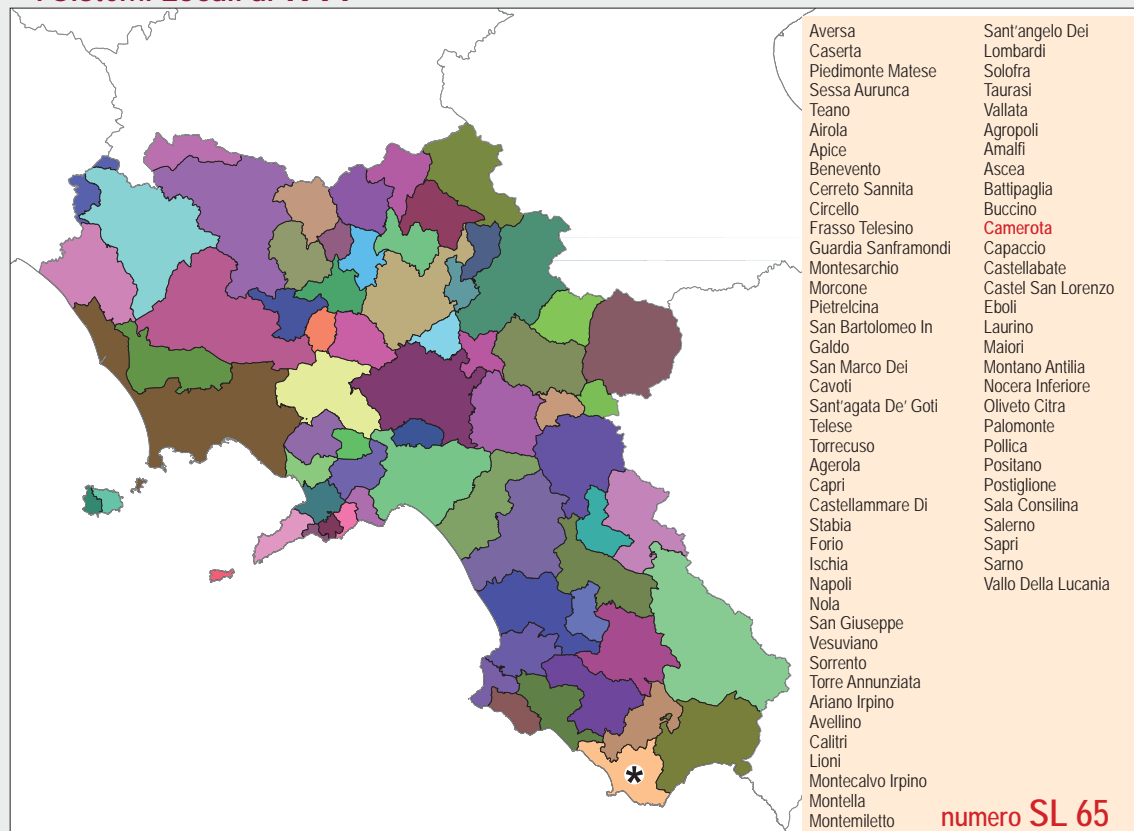 Aversa
Caserta
Piedimonte Matese
Sessa Aurunca
Teano
Airola
Apice
Benevento
Cerreto Sannita
Circello
Frasso Telesino
Guardia Sanframondi
Montesarchio
Morcone
Pietrelcina
San Bartolomeo In
Galdo
San Marco Dei
Cavoti
Sant'agata De' Goti
Telese
Torrecuso
Agerola
Capri
Castellammare Di
Stabia
Forio
Ischia
Napoli
Nola
San Giuseppe
Vesuviano
Sorrento
Torre Annunziata
Ariano Irpino
Avellino
Calitri
Lioni
Montecalvo Irpino
Montella
Montemiletto
Sant'angelo Dei
Lombardi
Solofra
Taurasi
Vallata
Agropoli
Amalfi
Ascea
Battipaglia
Buccino
Camerota
Capaccio
Castellabate
Castel San Lorenzo
Eboli
Laurino
Maiori
Montano Antilia
Nocera Inferiore
Oliveto Citra
Palomonte
Pollica
Positano
Postiglione
Sala Consilina
Salerno
Sapri
Sarno
Vallo Della Lucania
*
numero SL 65